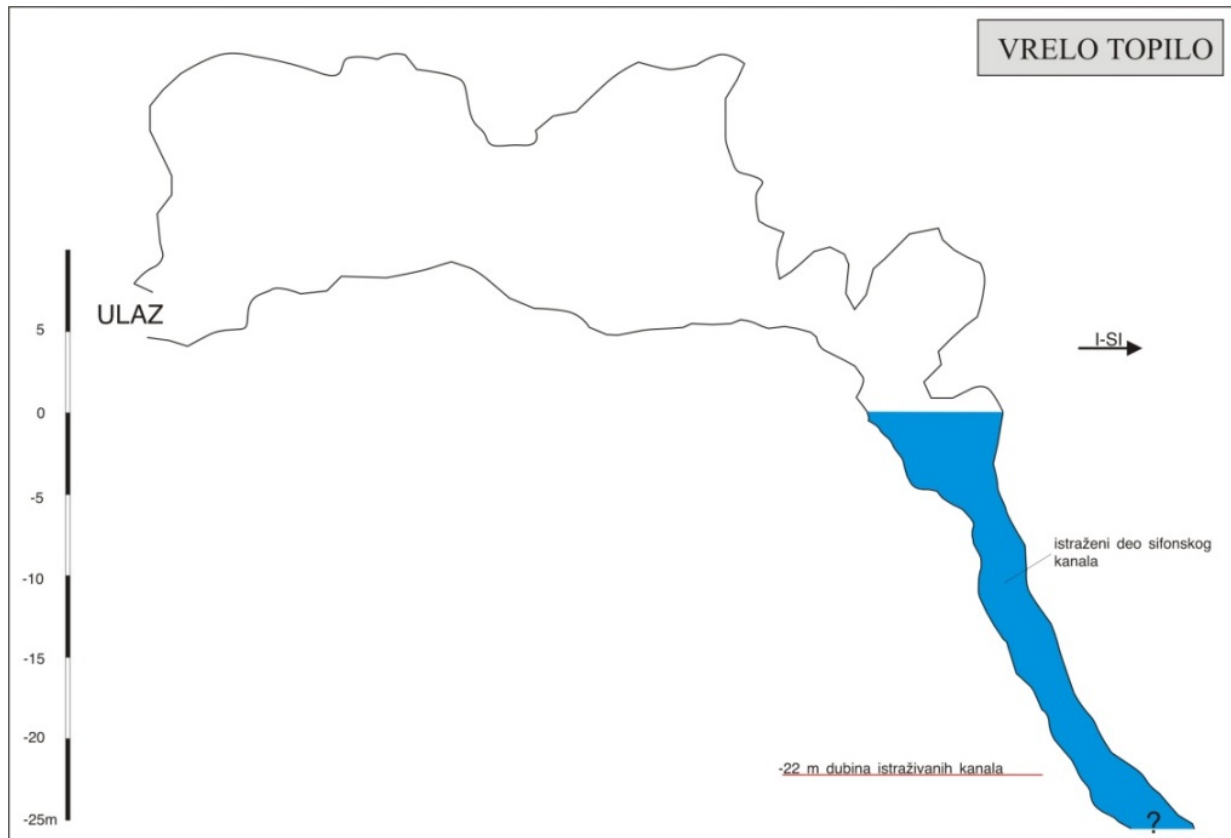 VRELO TOPILO
ULAZ
5
I-SI
0
-5
istraženi deo sifonskog
kanala
-10
-15
-20
-22 m dubina istraživanih kanala
-25m
?